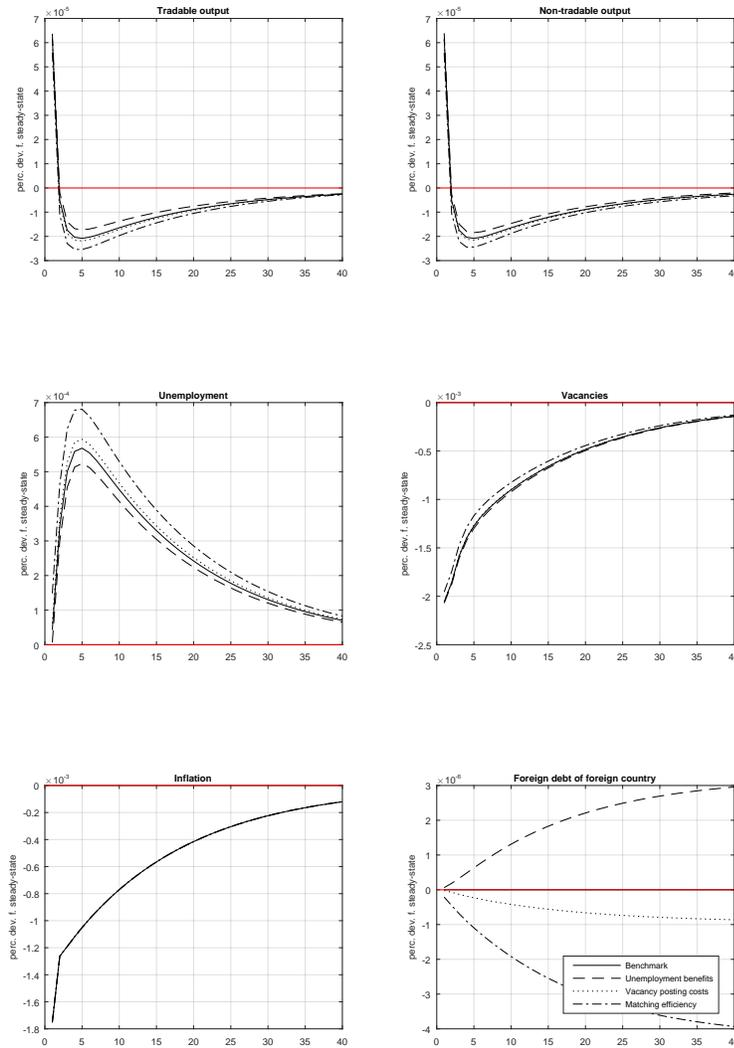 Tradable output
×10⁻⁵
perc. dev. f. steady-state
7
6
5
4
3
2
1
0
-1
-2
-3
0 5 10 15 20 25 30 35 40
Non-tradable output
×10⁻⁵
perc. dev. f. steady-state
7
6
5
4
3
2
1
0
-1
-2
-3
0 5 10 15 20 25 30 35 4
Unemployment
×10⁻⁴
perc. dev. f. steady-state
7
6
5
4
3
2
1
0
0 5 10 15 20 25 30 35 40
Vacancies
×10⁻³
perc. dev. f. steady-state
0
-0.5
-1
-1.5
-2
-2.5
0 5 10 15 20 25 30 35 4
Inflation
×10⁻³
perc. dev. f. steady-state
0
-0.2
-0.4
-0.6
-0.8
-1
-1.2
-1.4
-1.6
-1.8
0 5 10 15 20 25 30 35 40
Foreign debt of foreign country
×10⁻⁶
perc. dev. f. steady-state
3
2
1
0
-1
-2
-3
-4
0 5 10 15 20 25 30 35 4
Benchmark
Unemployment benefits
Vacancy posting costs
Matching efficiency